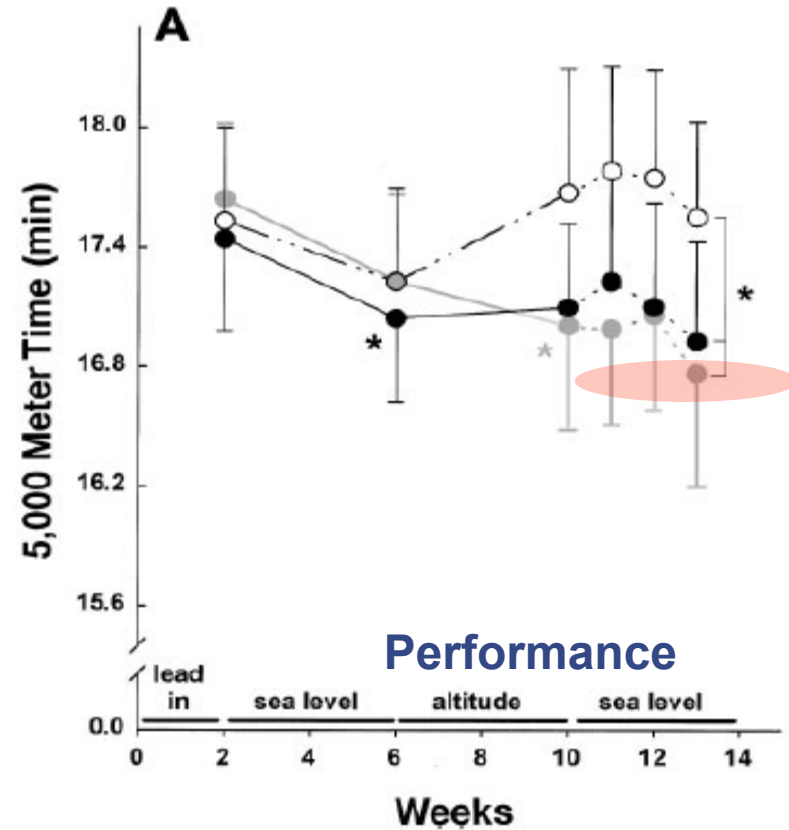 A
5,000 Meter Time (min)
18.0
17.4
*
16.8
*
*
16.2
15.6
Performance
lead
in
sea level
altitude
sea level
0.0
0
2
4
6
8
10
12
14
Weeks